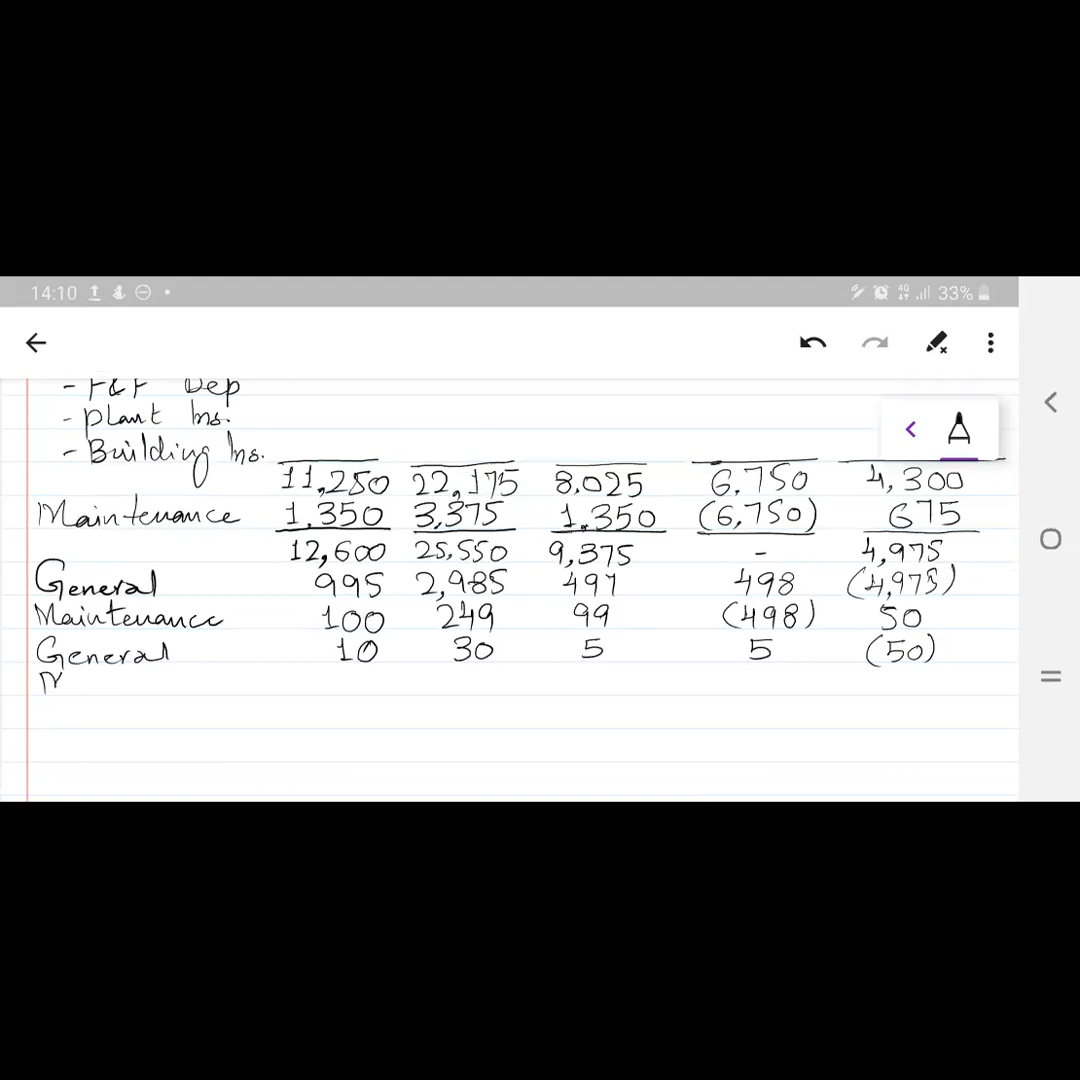 14:10 4G 33%
- F&F Dep
- Plant Ins.
- Building Ins.
11,250 22,175 8,025 6,750 4,300
Maintenance 1,350 3,375 1,350 (6,750) 675
12,600 25,550 9,375 - 4,975
General 995 2,985 497 498 (4,975)
Maintenance 100 249 99 (498) 50
General 10 30 5 5 (50)